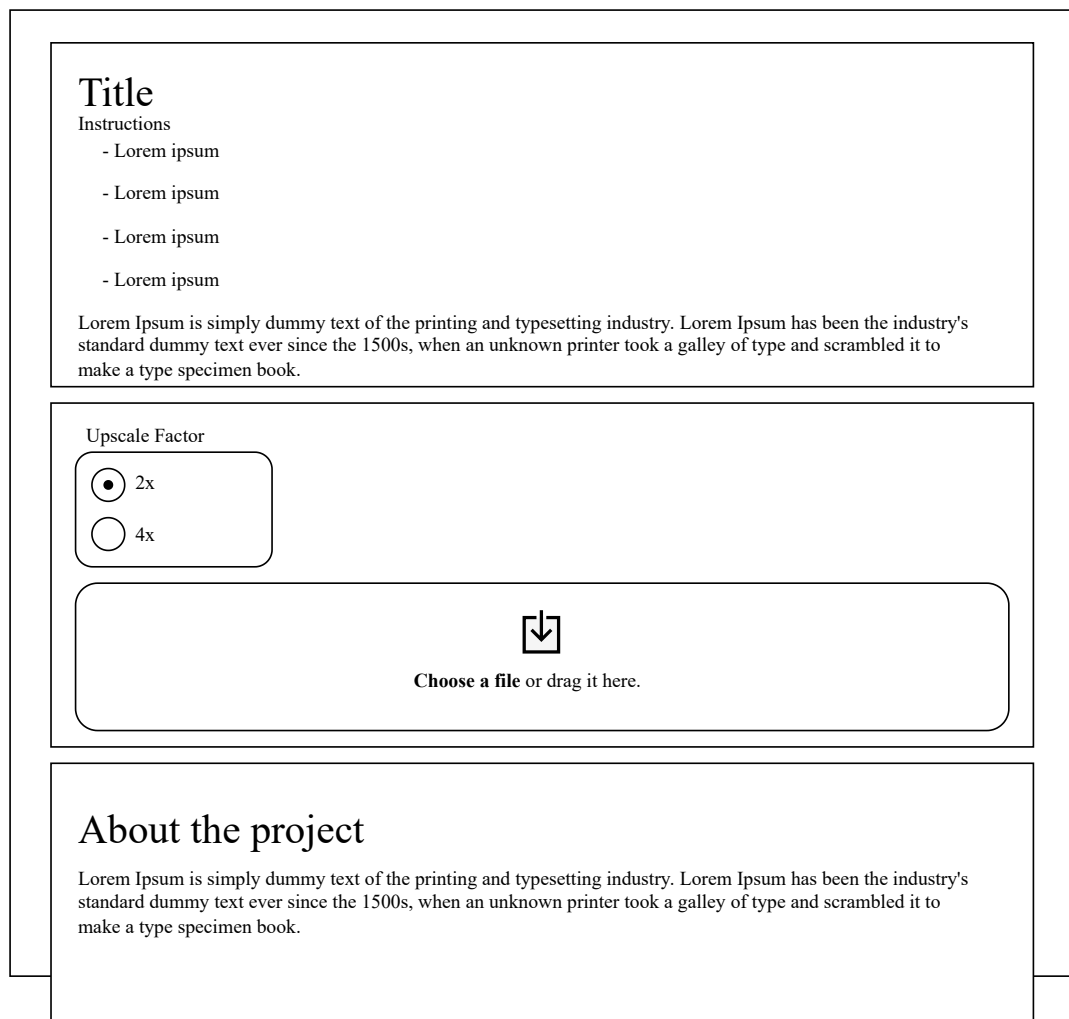 Title
Instructions
- Lorem ipsum
- Lorem ipsum
- Lorem ipsum
- Lorem ipsum
Lorem Ipsum is simply dummy text of the printing and typesetting industry. Lorem Ipsum has been the industry's
standard dummy text ever since the 1500s, when an unknown printer took a galley of type and scrambled it to
make a type specimen book.
Upscale Factor
2x
4x
Choose a file or drag it here.
About the project
Lorem Ipsum is simply dummy text of the printing and typesetting industry. Lorem Ipsum has been the industry's
standard dummy text ever since the 1500s, when an unknown printer took a galley of type and scrambled it to
make a type specimen book.